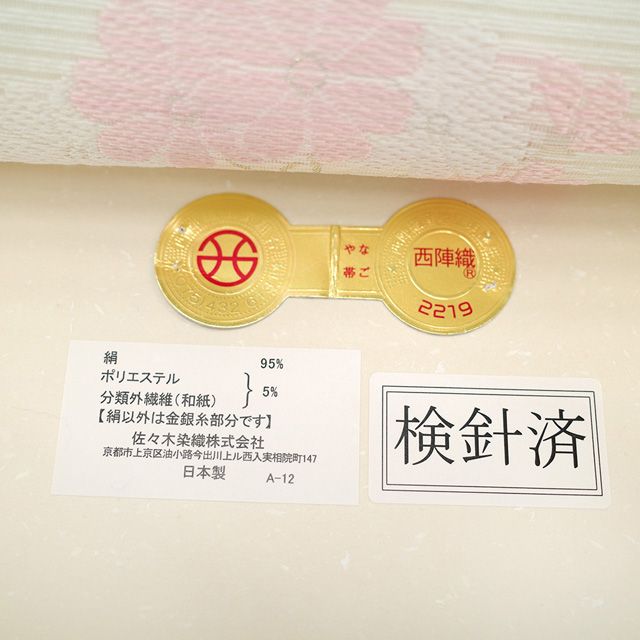 なご
や帯
西陣織
®
2219
絹 95%
ポリエステル
分類外繊維(和紙) } 5%
【絹以外は金銀糸部分です】
佐々木染織株式会社
京都市上京区油小路今出川上ル西入実相院町147
日本製 A-12
検針済